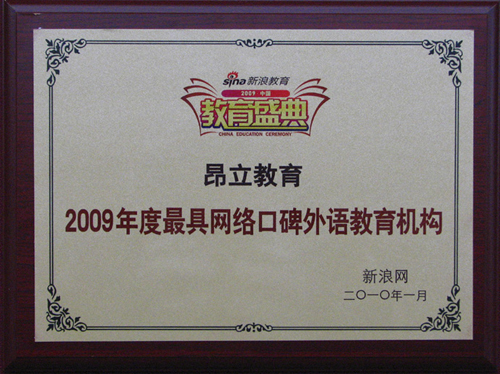 sina新浪教育
2009 中国
教育盛典
CHINA EDUCATION CEREMONY
昂立教育
2009年度最具网络口碑外语教育机构
新浪网
二〇一〇年一月